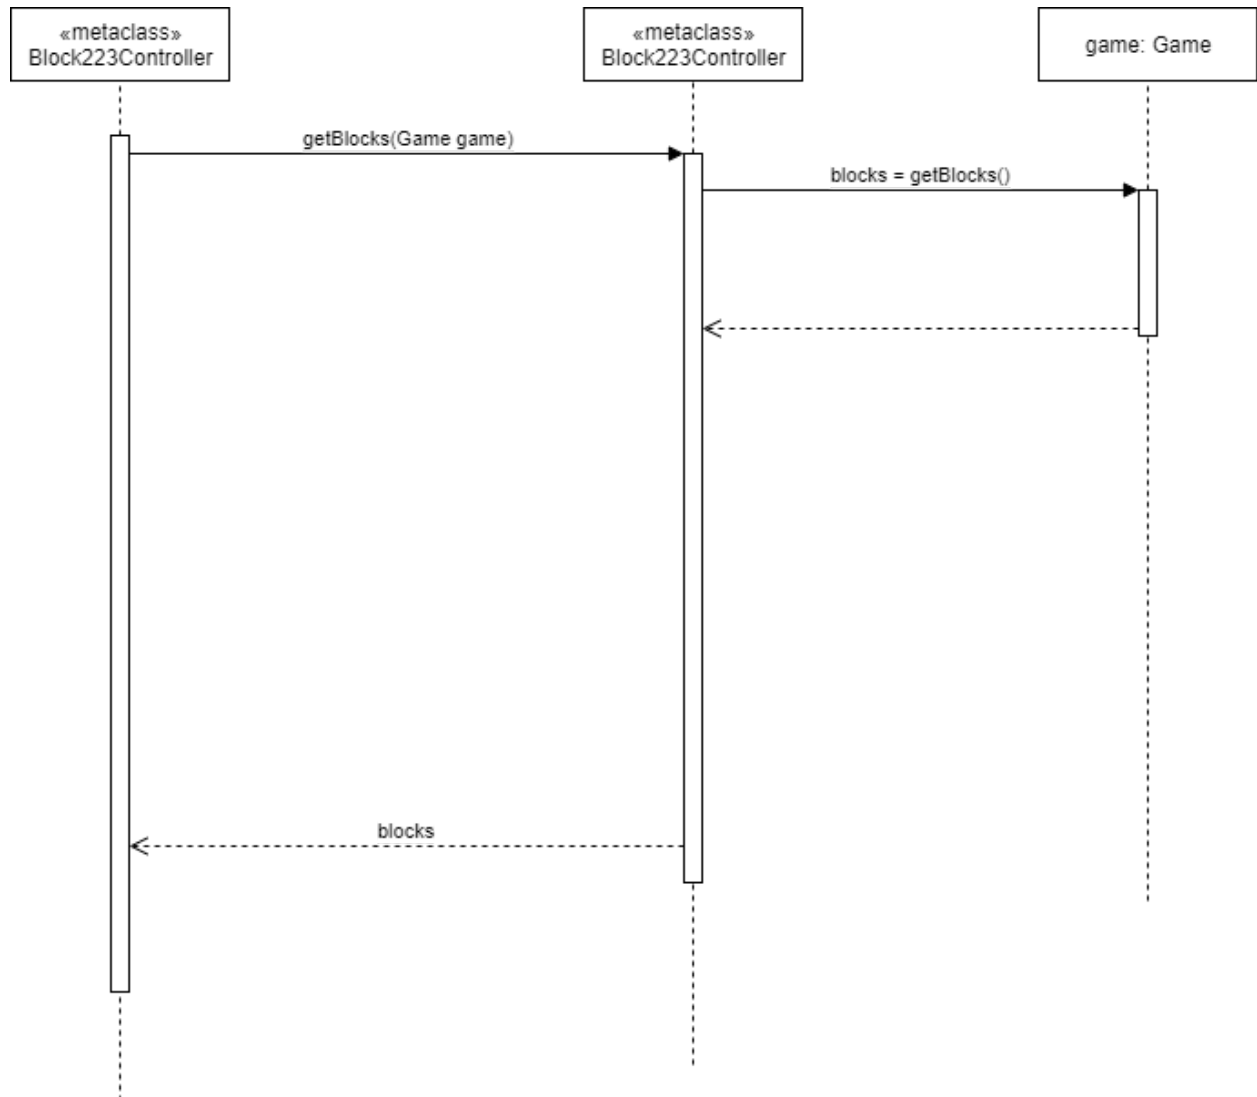 «metaclass»
Block223Controller
«metaclass»
Block223Controller
game: Game
getBlocks(Game game)
blocks = getBlocks()
blocks